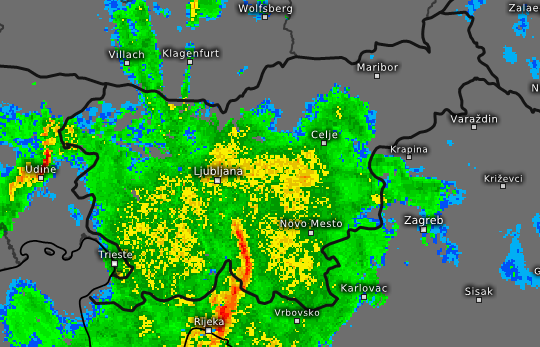 Wolfsberg
Zalae
Villach
Klagenfurt
Maribor
N
Varaždin
Celje
Krapina
Udine
Ljubljana
Križevci
Novo Mesto
Zagreb
Trieste
G
Karlovac
Sisak
Vrbovsko
Rijeka